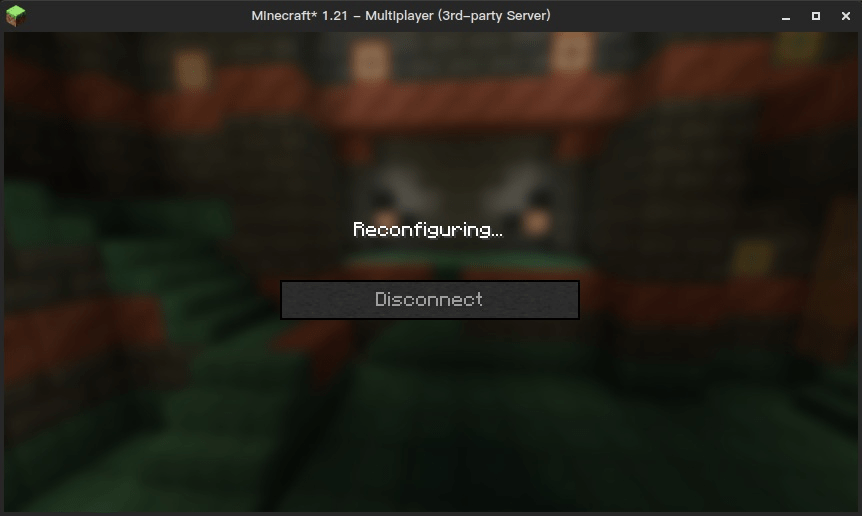 Minecraft* 1.21 – Multiplayer (3rd-party Server)
Reconfiguring...
Disconnect